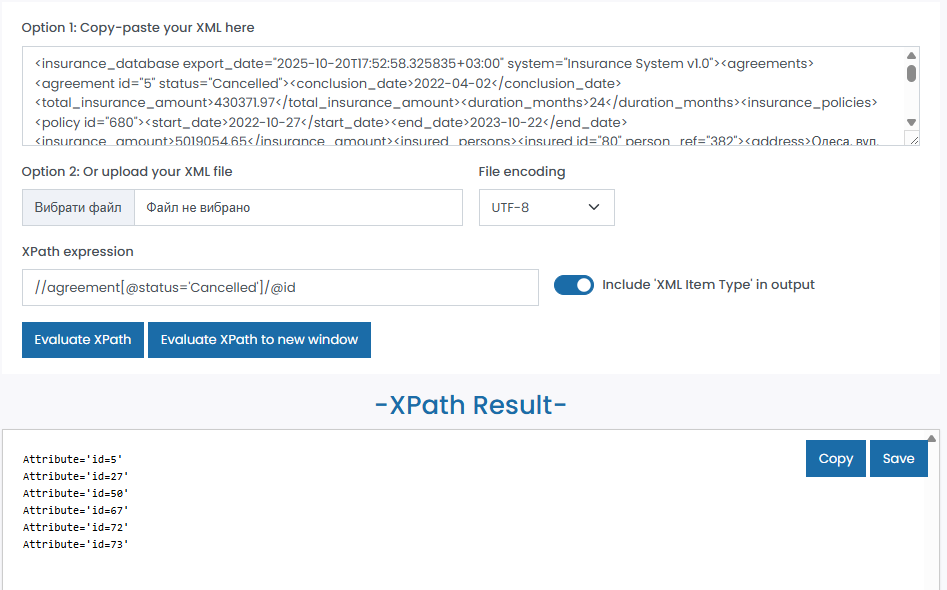 Option 1: Copy-paste your XML here
<insurance_database export_date="2025-10-20T17:52:58.325835+03:00" system="Insurance System v1.0"><agreements>
<agreement id="5" status="Cancelled"><conclusion_date>2022-04-02</conclusion_date>
<total_insurance_amount>430371.97</total_insurance_amount><duration_months>24</duration_months><insurance_policies>
<policy id="680"><start_date>2022-10-27</start_date><end_date>2023-10-22</end_date>
<insurance_amount>5019054.65</insurance_amount><insured_persons><insured id="80" person_ref="382"><address>Одеса, вул.
Option 2: Or upload your XML file
File encoding
Вибрати файл
Файл не вибрано
UTF-8
XPath expression
//agreement[@status='Cancelled']/@id
Include 'XML Item Type' in output
Evaluate XPath
Evaluate XPath to new window
-XPath Result-
Copy
Save
Attribute='id=5'
Attribute='id=27'
Attribute='id=50'
Attribute='id=67'
Attribute='id=72'
Attribute='id=73'